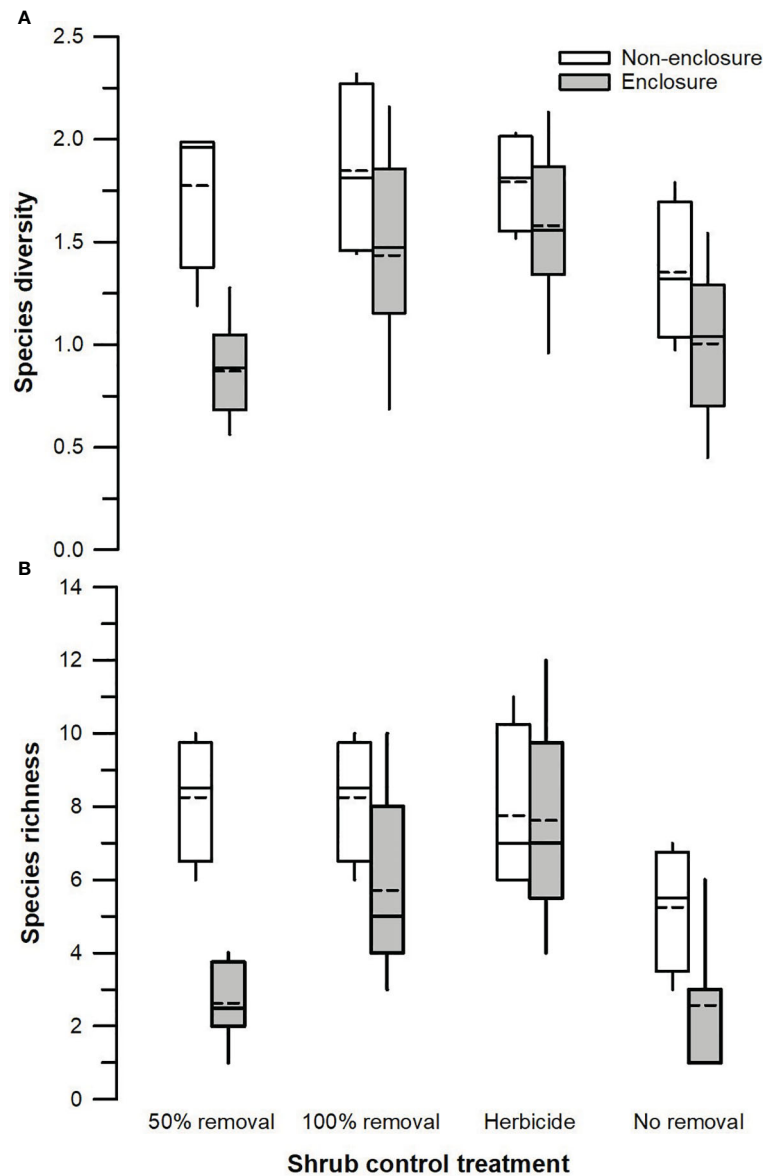 A
2.5
Non-enclosure
Enclosure
2.0
1.5
1.0
0.5
0.0
Species diversity
B
14
12
10
8
6
4
2
0
Species richness
50% removal 100% removal Herbicide No removal
Shrub control treatment